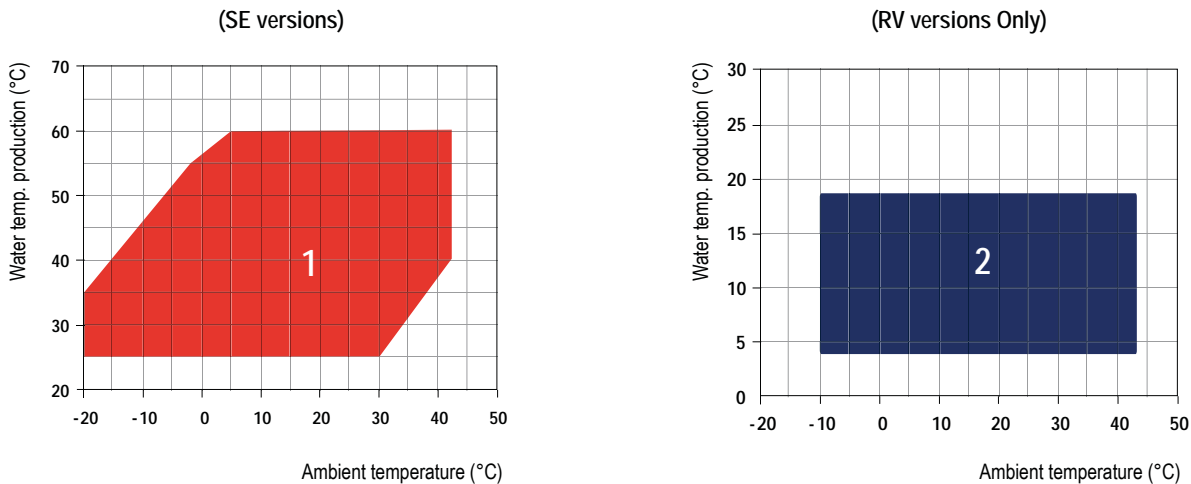 (SE versions)
Water temp. production (°C)
70
60
50
40
30
20
1
-20 -10 0 10 20 30 40 50
Ambient temperature (°C)
(RV versions Only)
Water temp. production (°C)
30
25
20
15
10
5
0
2
-20 -10 0 10 20 30 40 50
Ambient temperature (°C)